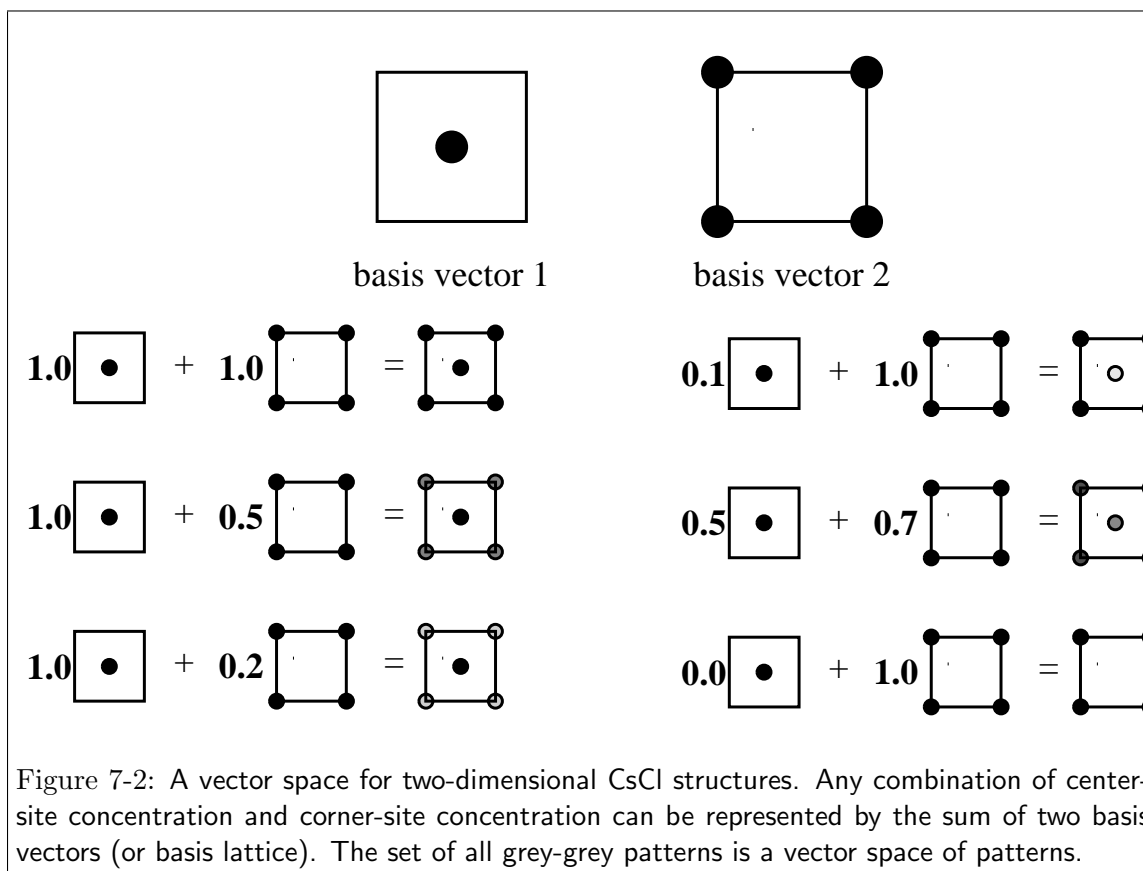 basis vector 1 basis vector 2
1.0 + 1.0 = 0.1 + 1.0 =
1.0 + 0.5 = 0.5 + 0.7 =
1.0 + 0.2 = 0.0 + 1.0 =
Figure 7-2: A vector space for two-dimensional CsCl structures. Any combination of center-
site concentration and corner-site concentration can be represented by the sum of two basis
vectors (or basis lattice). The set of all grey-grey patterns is a vector space of patterns.